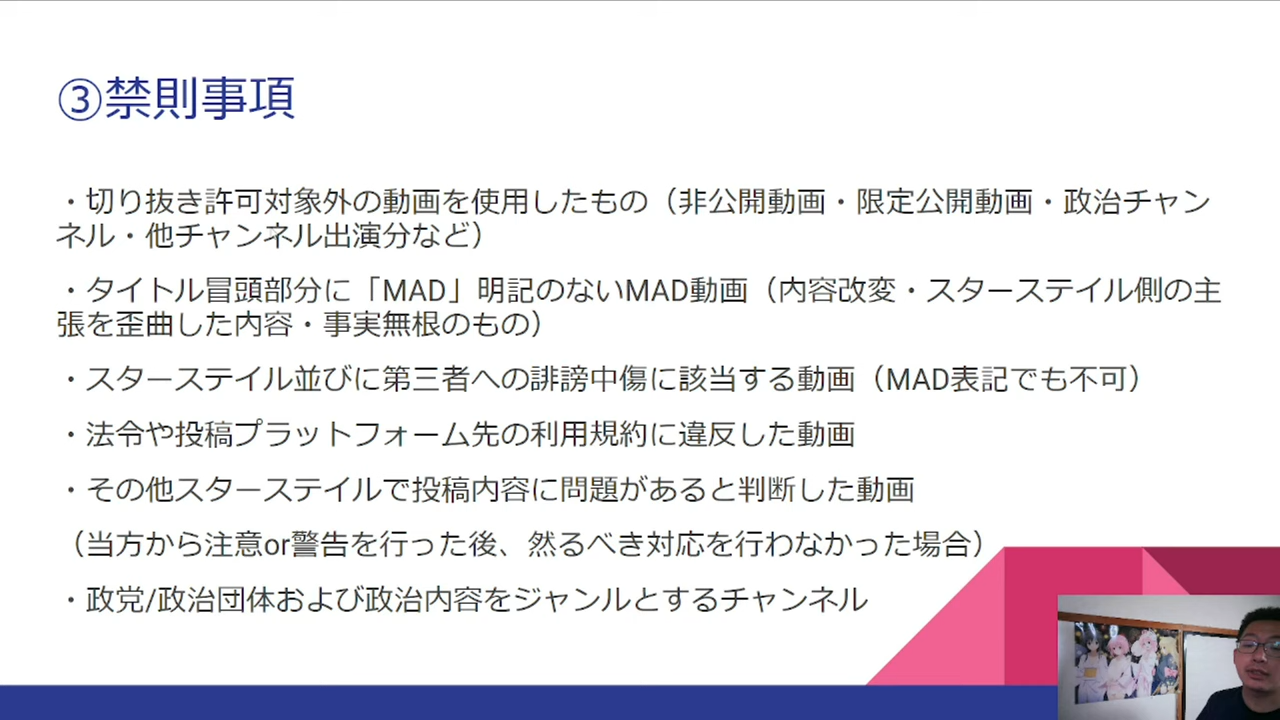 ③禁則事項
・切り抜き許可対象外の動画を使用したもの（非公開動画・限定公開動画・政治チャン
ネル・他チャンネル出演分など）
・タイトル冒頭部分に「MAD」明記のないMAD動画（内容改変・スターステイル側の主
張を歪曲した内容・事実無根のもの）
・スターステイル並びに第三者への誹謗中傷に該当する動画（MAD表記でも不可）
・法令や投稿プラットフォーム先の利用規約に違反した動画
・その他スターステイルで投稿内容に問題があると判断した動画
（当方から注意or警告を行った後、然るべき対応を行わなかった場合）
・政党/政治団体および政治内容をジャンルとするチャンネル